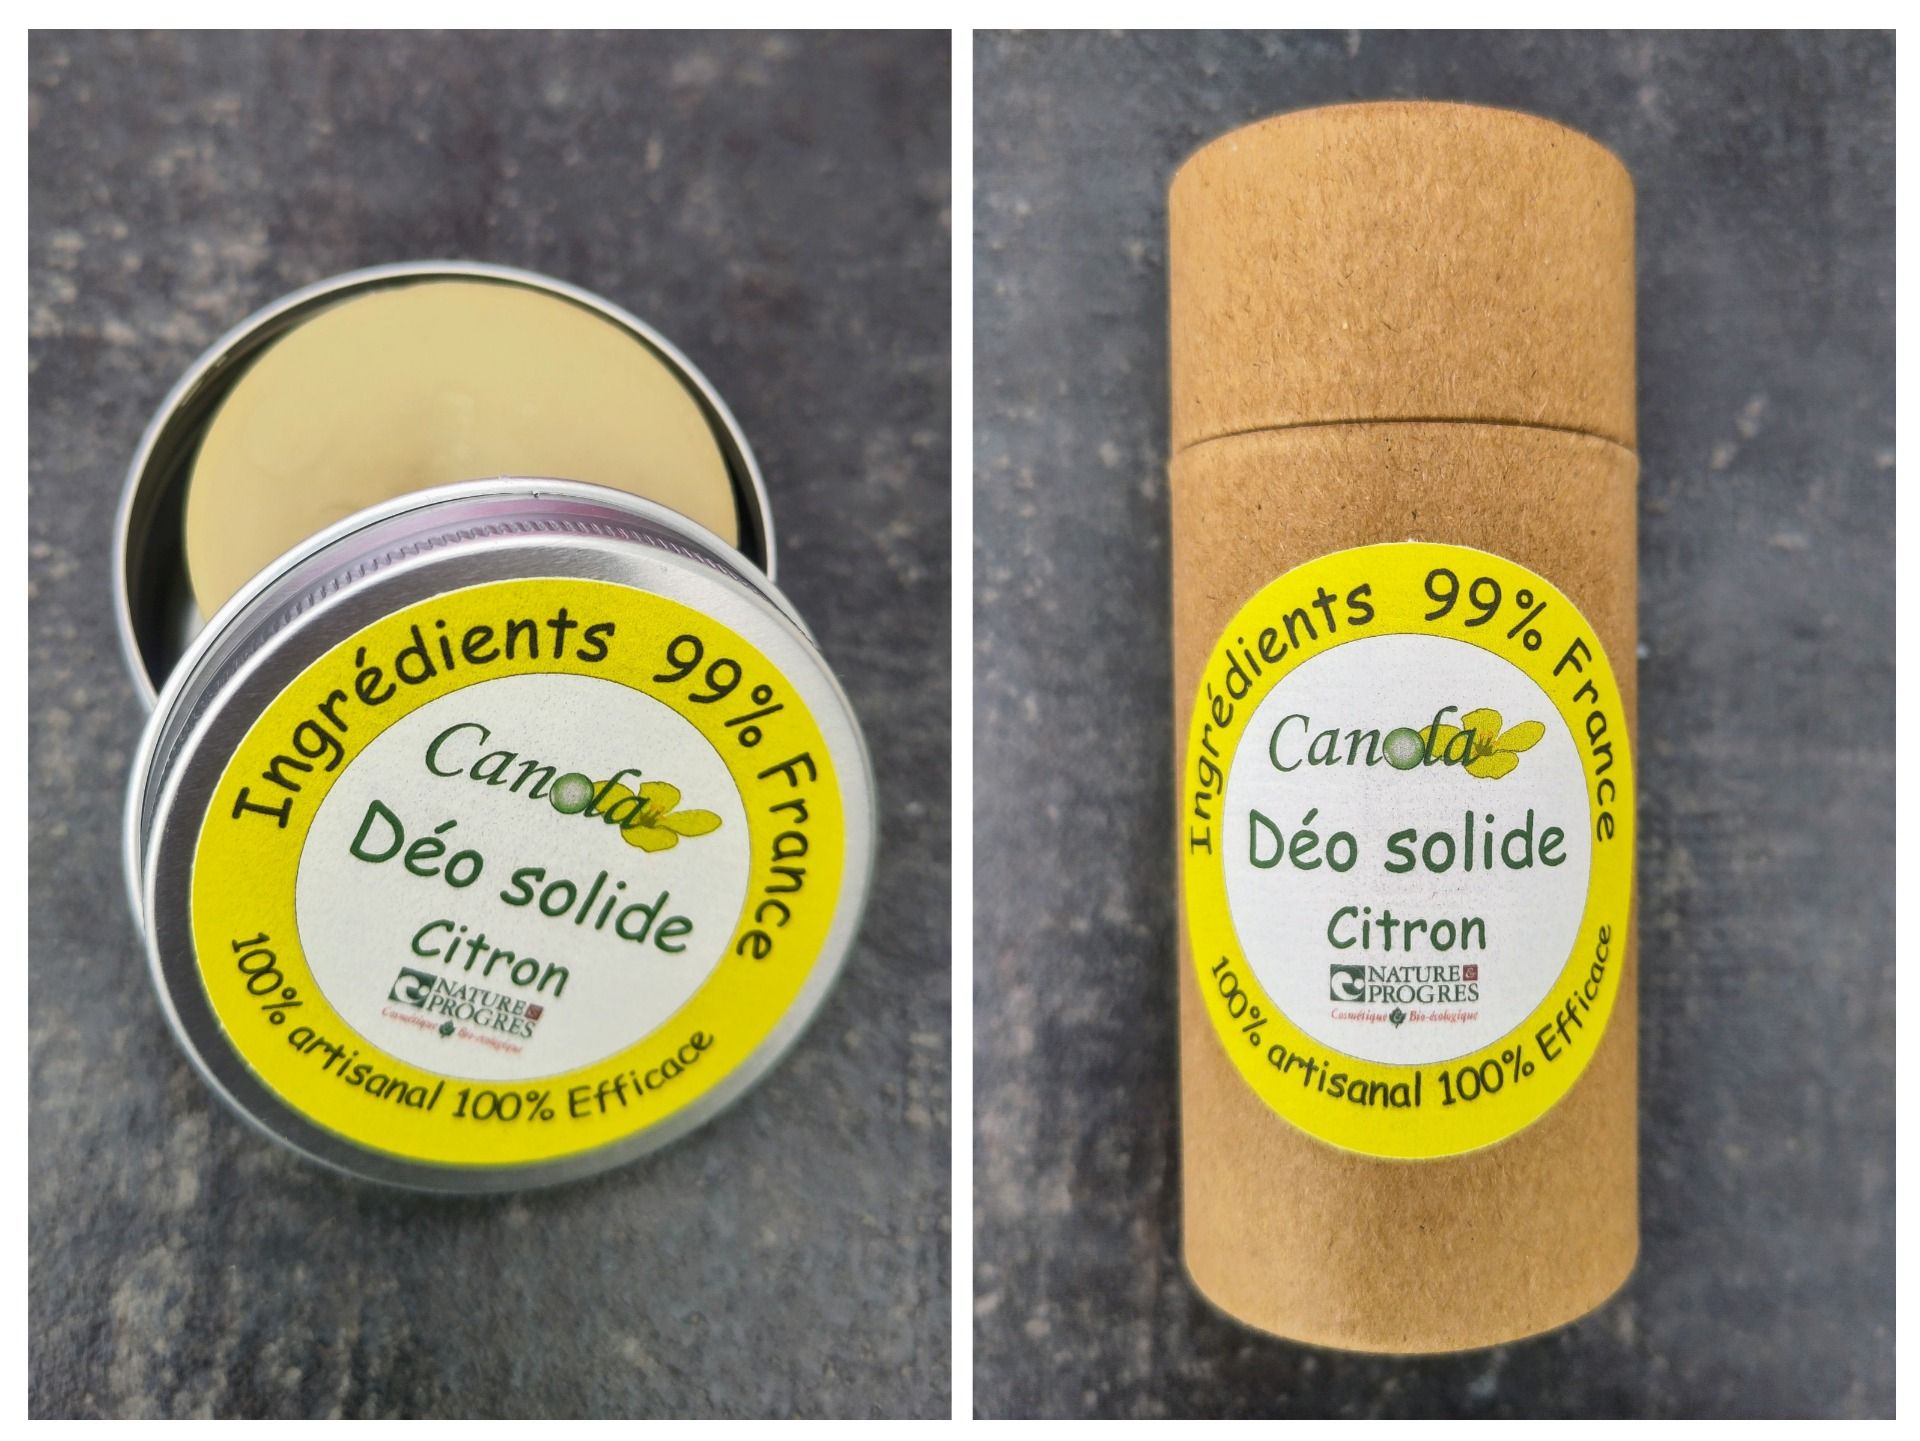 Ingrédients 99% France
Canola
Déo solide
Citron
NATURE &
PROGRES
Cosmétique Bio-écologique
100% artisanal 100% Efficace
Ingrédients 99% France
Canola
Déo solide
Citron
NATURE &
PROGRES
Cosmétique Bio-écologique
100% artisanal 100% Efficace